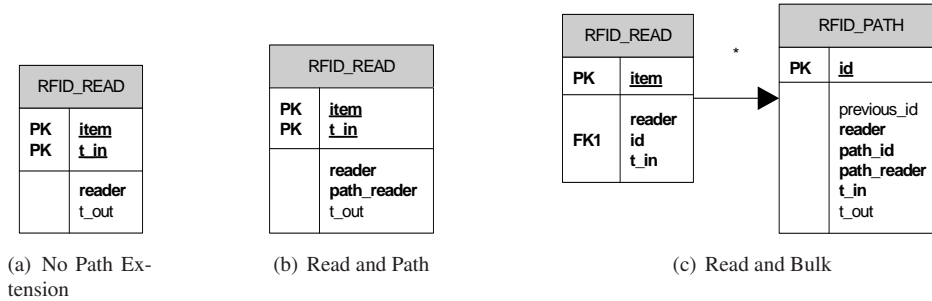 RFID_READ
PK item
PK t_in
reader
t_out
(a) No Path Ex-
tension
RFID_READ
PK item
PK t_in
reader
path_reader
t_out
(b) Read and Path
RFID_READ
PK item
reader
FK1 id
t_in
*
RFID_PATH
PK id
previous_id
reader
path_id
path_reader
t_in
t_out
(c) Read and Bulk